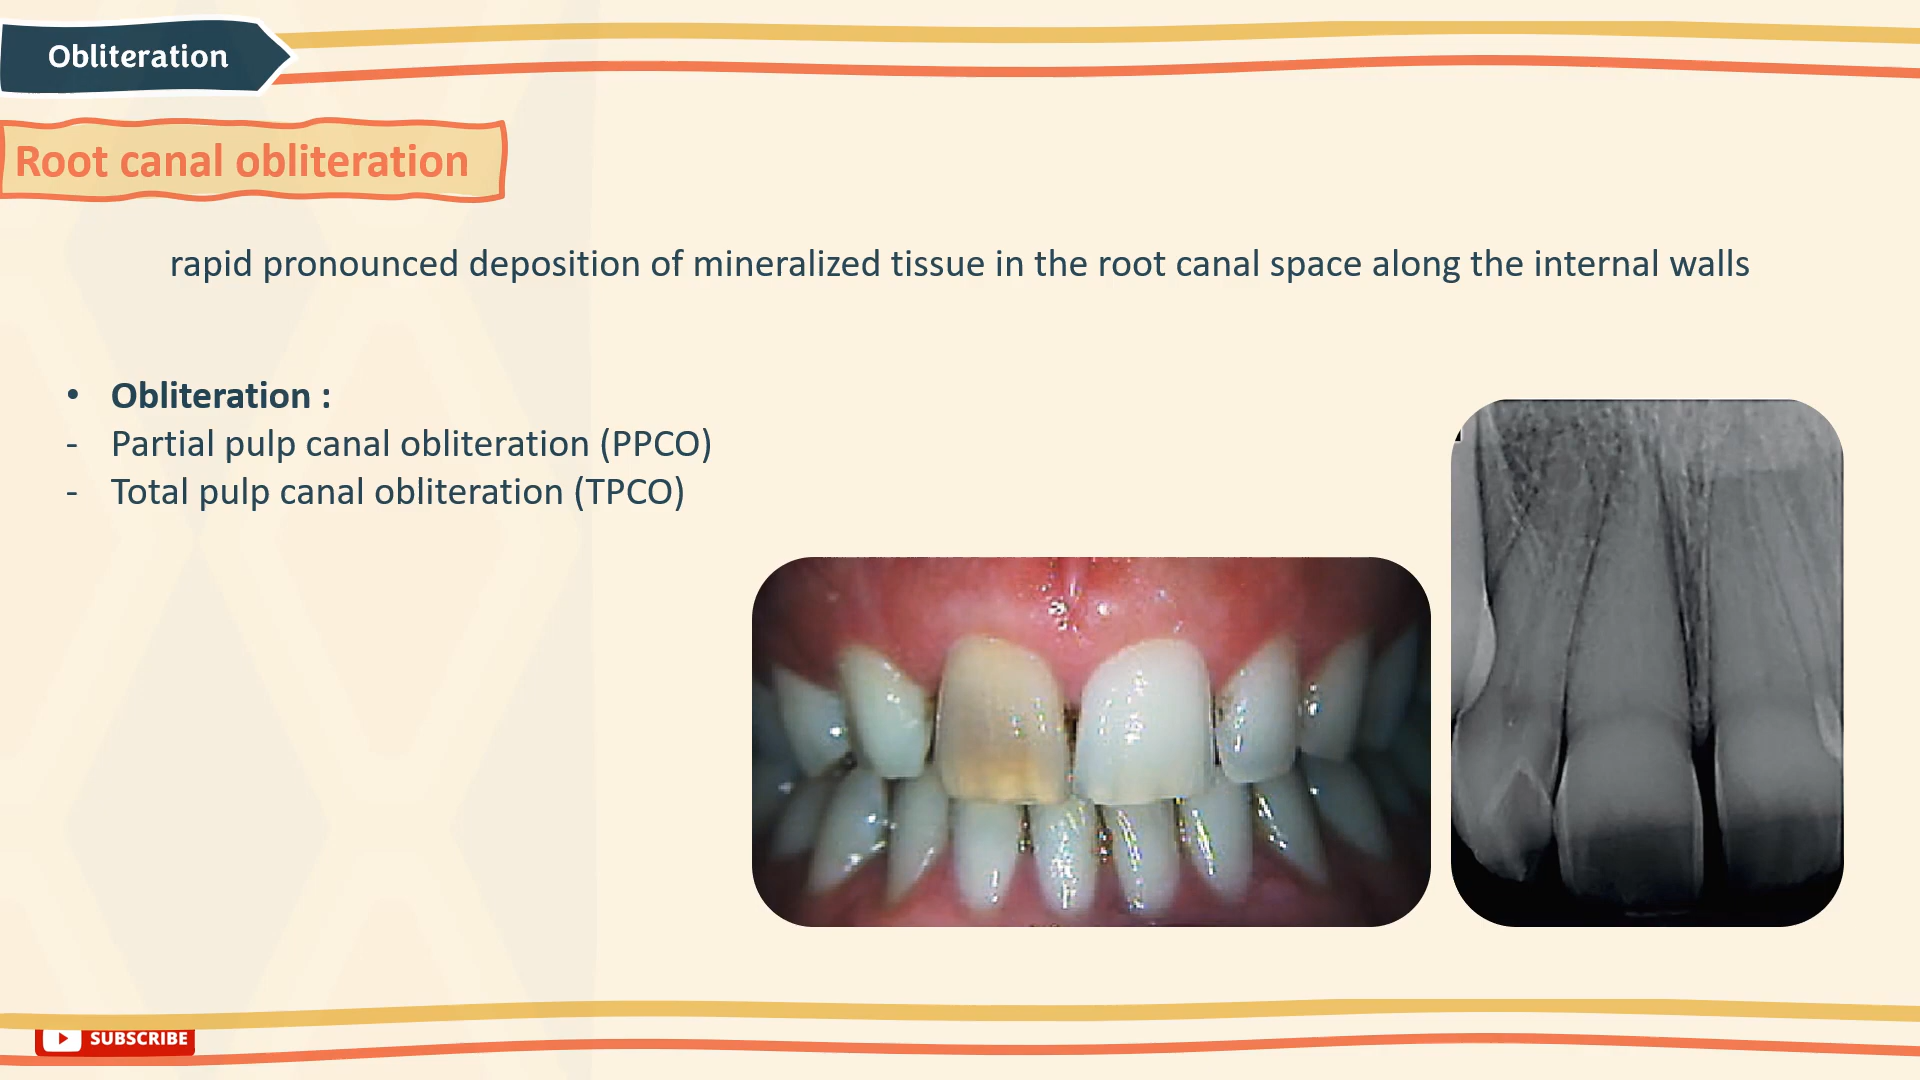 Obliteration
Root canal obliteration
rapid pronounced deposition of mineralized tissue in the root canal space along the internal walls
• Obliteration :
- Partial pulp canal obliteration (PPCO)
- Total pulp canal obliteration (TPCO)
SUBSCRIBE